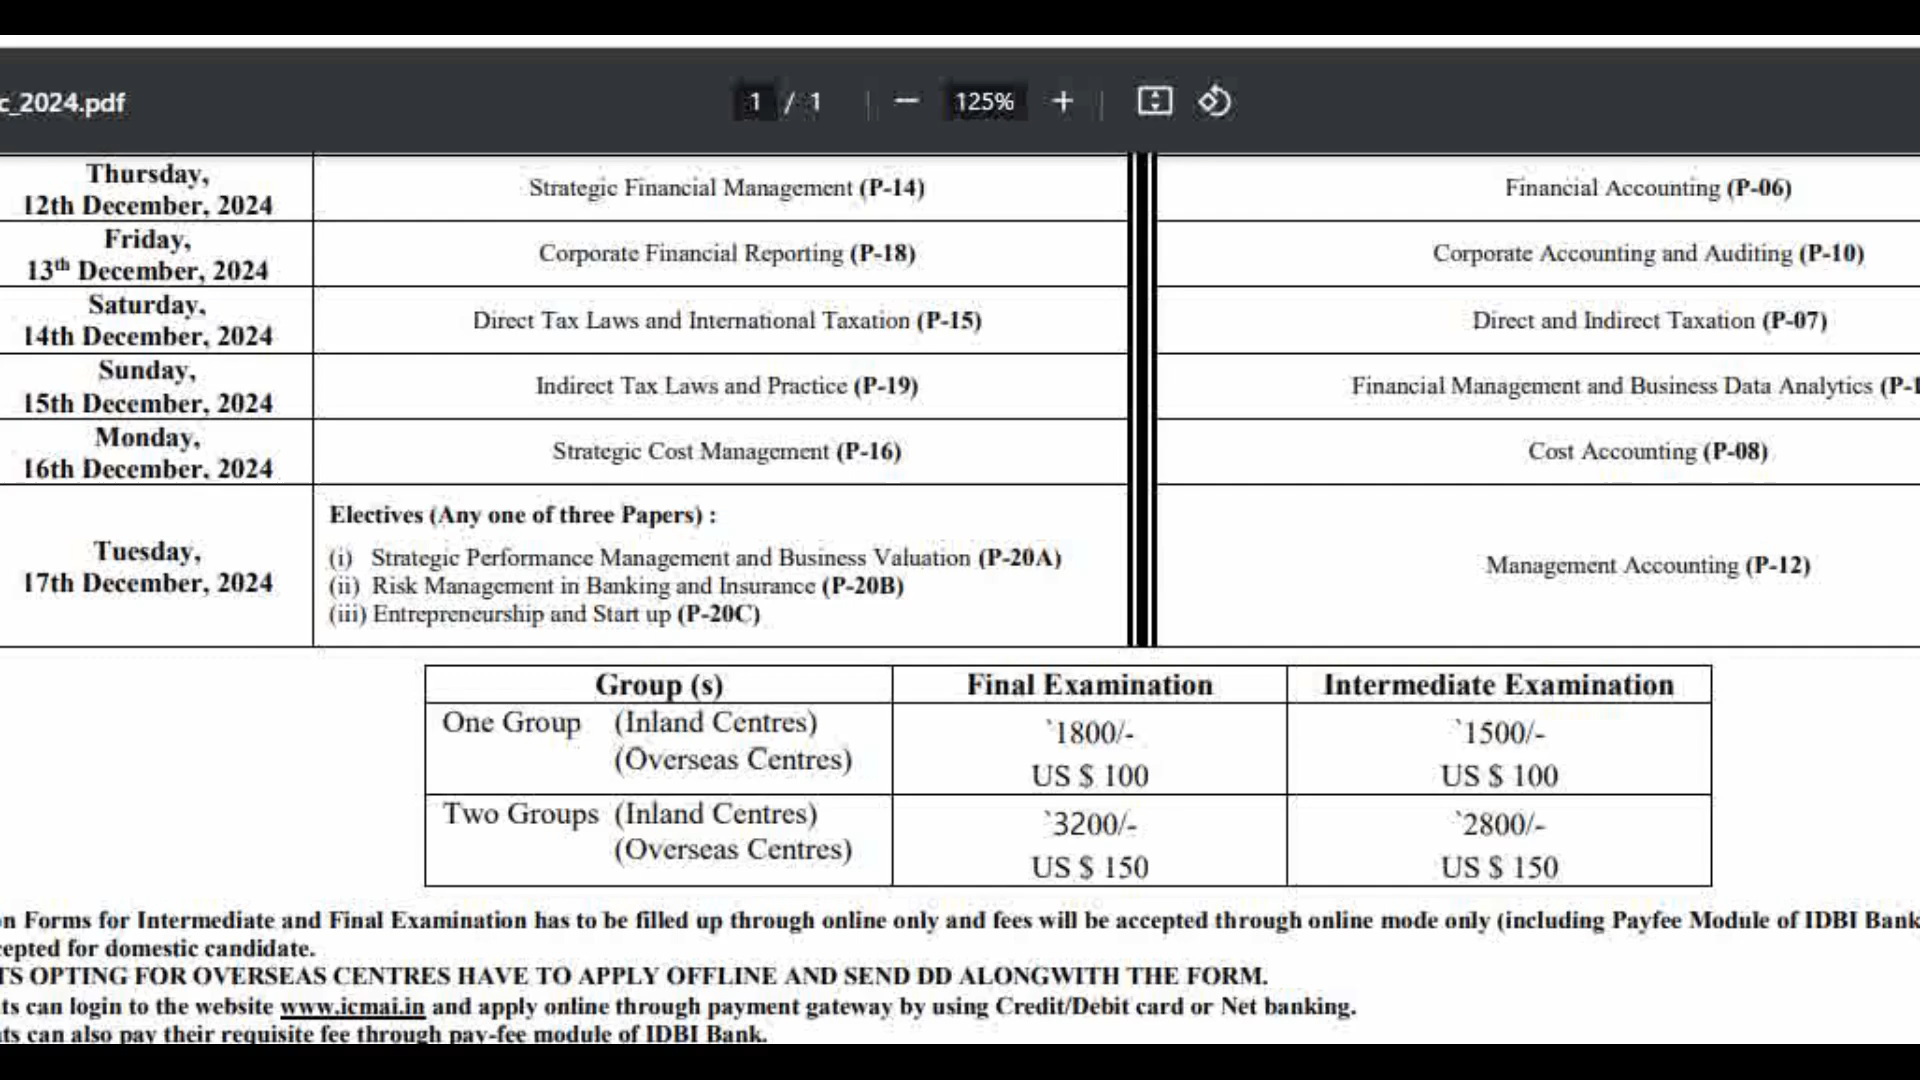 c_2024.pdf
1 / 1
125%
Thursday,
12th December, 2024
Strategic Financial Management (P-14)
Financial Accounting (P-06)
Friday,
13th December, 2024
Corporate Financial Reporting (P-18)
Corporate Accounting and Auditing (P-10)
Saturday,
14th December, 2024
Direct Tax Laws and International Taxation (P-15)
Direct and Indirect Taxation (P-07)
Sunday,
15th December, 2024
Indirect Tax Laws and Practice (P-19)
Financial Management and Business Data Analytics (P-1
Monday,
16th December, 2024
Strategic Cost Management (P-16)
Cost Accounting (P-08)
Tuesday,
17th December, 2024
Electives (Any one of three Papers) :
(i) Strategic Performance Management and Business Valuation (P-20A)
(ii) Risk Management in Banking and Insurance (P-20B)
(iii) Entrepreneurship and Start up (P-20C)
Management Accounting (P-12)
Group (s) Final Examination Intermediate Examination
One Group (Inland Centres) `1800/- `1500/-
(Overseas Centres) US $ 100 US $ 100
Two Groups (Inland Centres) `3200/- `2800/-
(Overseas Centres) US $ 150 US $ 150
n Forms for Intermediate and Final Examination has to be filled up through online only and fees will be accepted through online mode only (including Payfee Module of IDBI Bank
cepted for domestic candidate.
TS OPTING FOR OVERSEAS CENTRES HAVE TO APPLY OFFLINE AND SEND DD ALONGWITH THE FORM.
ts can login to the website www.icmai.in and apply online through payment gateway by using Credit/Debit card or Net banking.
ts can also pay their requisite fee through pay-fee module of IDBI Bank.